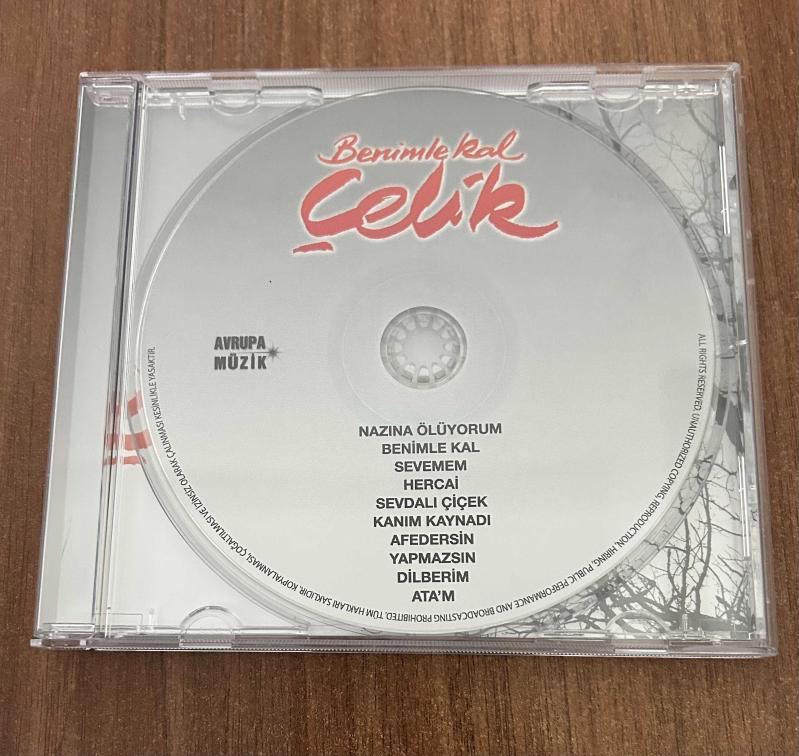 Benimle kal
Çelik
AVRUPA
MÜZİK
NAZINA ÖLÜYORUM
BENİMLE KAL
SEVEMEM
HERCAİ
SEVDALI ÇİÇEK
KANIM KAYNADI
AFEDERSİN
YAPMAZSIN
DİLBERİM
ATA'M
ALL RIGHTS RESERVED. UNAUTHORIZED COPYING, REPRODUCTION, HIRING, PUBLIC PERFORMANCE AND BROADCASTING PROHIBITED. TÜM HAKLARI SAKLIDIR. KOPYALANMASI, ÇOĞALTILMASI VE İZİNSİZ OLARAK ÇALINMASI KESİNLİKLE YASAKTIR.